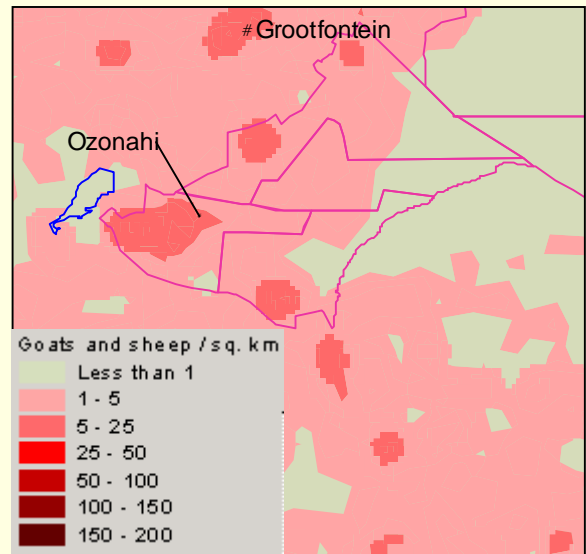 # Grootfontein
Ozonahi
Goats and sheep / sq. km
Less than 1
1 - 5
5 - 25
25 - 50
50 - 100
100 - 150
150 - 200